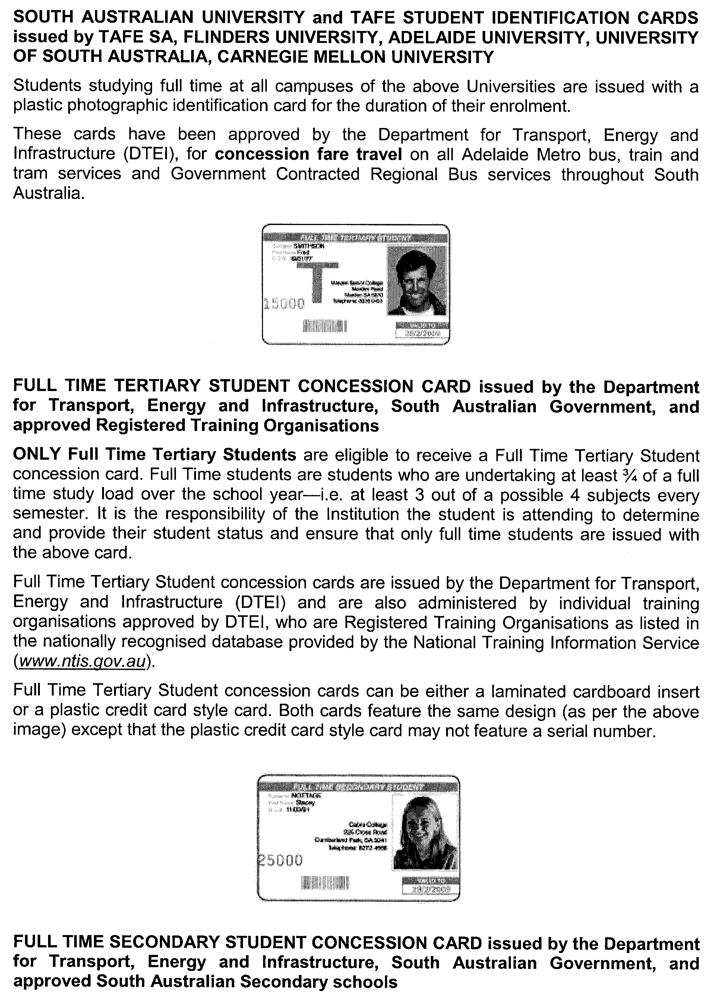 SOUTH AUSTRALIAN UNIVERSITY and TAFE STUDENT IDENTIFICATION CARDS
issued by TAFE SA, FLINDERS UNIVERSITY, ADELAIDE UNIVERSITY, UNIVERSITY
OF SOUTH AUSTRALIA, CARNEGIE MELLON UNIVERSITY
Students studying full time at all campuses of the above Universities are issued with a
plastic photographic identification card for the duration of their enrolment.
These cards have been approved by the Department for Transport, Energy and
Infrastructure (DTEI), for concession fare travel on all Adelaide Metro bus, train and
tram services and Government Contracted Regional Bus services throughout South
Australia.
FULL TIME TERTIARY STUDENT
SMITHSON
Fred
T
15000
VALID TO
FULL TIME TERTIARY STUDENT CONCESSION CARD issued by the Department
for Transport, Energy and Infrastructure, South Australian Government, and
approved Registered Training Organisations
ONLY Full Time Tertiary Students are eligible to receive a Full Time Tertiary Student
concession card. Full Time students are students who are undertaking at least ¾ of a full
time study load over the school year—i.e. at least 3 out of a possible 4 subjects every
semester. It is the responsibility of the Institution the student is attending to determine
and provide their student status and ensure that only full time students are issued with
the above card.
Full Time Tertiary Student concession cards are issued by the Department for Transport,
Energy and Infrastructure (DTEI) and are also administered by individual training
organisations approved by DTEI, who are Registered Training Organisations as listed in
the nationally recognised database provided by the National Training Information Service
(www.ntis.gov.au).
Full Time Tertiary Student concession cards can be either a laminated cardboard insert
or a plastic credit card style card. Both cards feature the same design (as per the above
image) except that the plastic credit card style card may not feature a serial number.
FULL TIME SECONDARY STUDENT
NOTTAGE
Stacey
Cabra College
225 Cross Road
Cumberland Park, SA 5041
Telephone
25000
VALID TO
FULL TIME SECONDARY STUDENT CONCESSION CARD issued by the Department
for Transport, Energy and Infrastructure, South Australian Government, and
approved South Australian Secondary schools